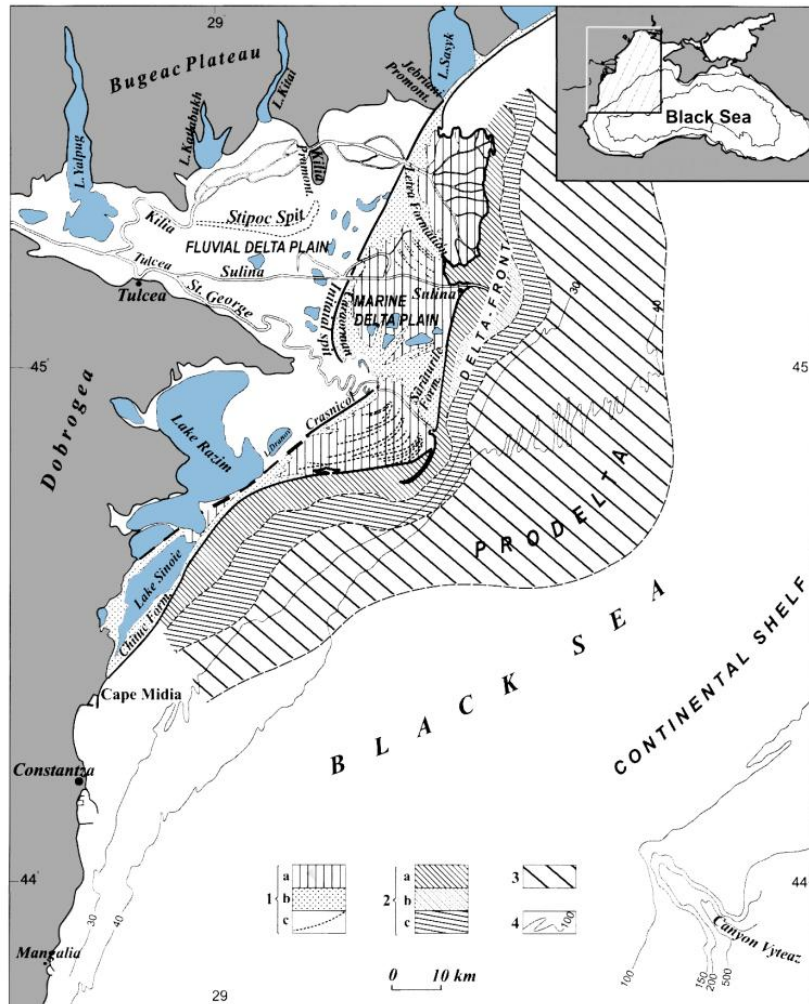 29
Bugeac Plateau
L.Yalpug
L.Katlabukh
L.Kitai
Jebriani
Promont.
L.Sasyk
Black Sea
Kilia
Promont.
Letea Formation
Kilia
Stipoc Spit
FLUVIAL DELTA PLAIN
Tulcea
Sulina
Tulcea
St. George
Initial spit
Caraorman
MARINE
DELTA PLAIN
Sulina
DELTA-FRONT
30
40
45
45
Dobrogea
Lake Razim
Crasnicol
L.Dranov
Sărăturile
Form.
PRODELTA
Lake Sinoie
Chituc Form.
BLACK SEA
CONTINENTAL SHELF
Cape Midia
Constantza
44
44
30
40
Mangalia
1
a
b
c
2
a
b
c
3
4
100
0 10 km
Canyon Vyteaz
100
150
200
500
29